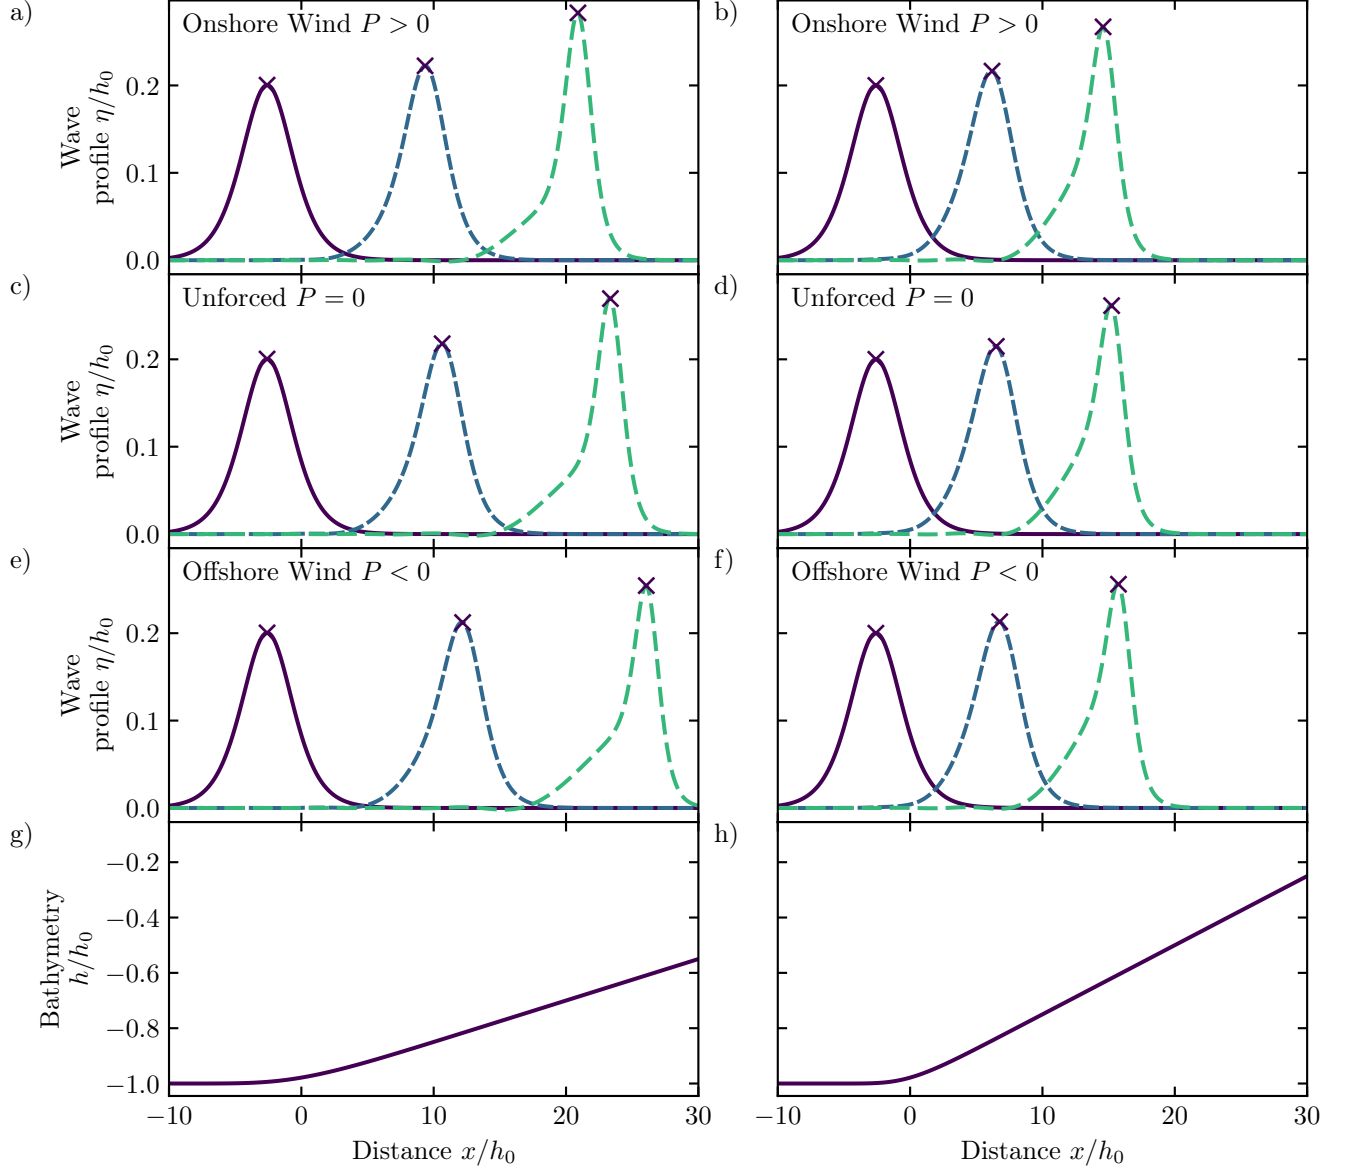 a)
Onshore Wind P > 0
Wave
profile η/h₀
0.2
0.1
0.0
b)
Onshore Wind P > 0
c)
Unforced P = 0
Wave
profile η/h₀
0.2
0.1
0.0
d)
Unforced P = 0
e)
Offshore Wind P < 0
Wave
profile η/h₀
0.2
0.1
0.0
f)
Offshore Wind P < 0
g)
Bathymetry
h/h₀
−0.2
−0.4
−0.6
−0.8
−1.0
−10 0 10 20 30
Distance x/h₀
h)
−10 0 10 20 30
Distance x/h₀